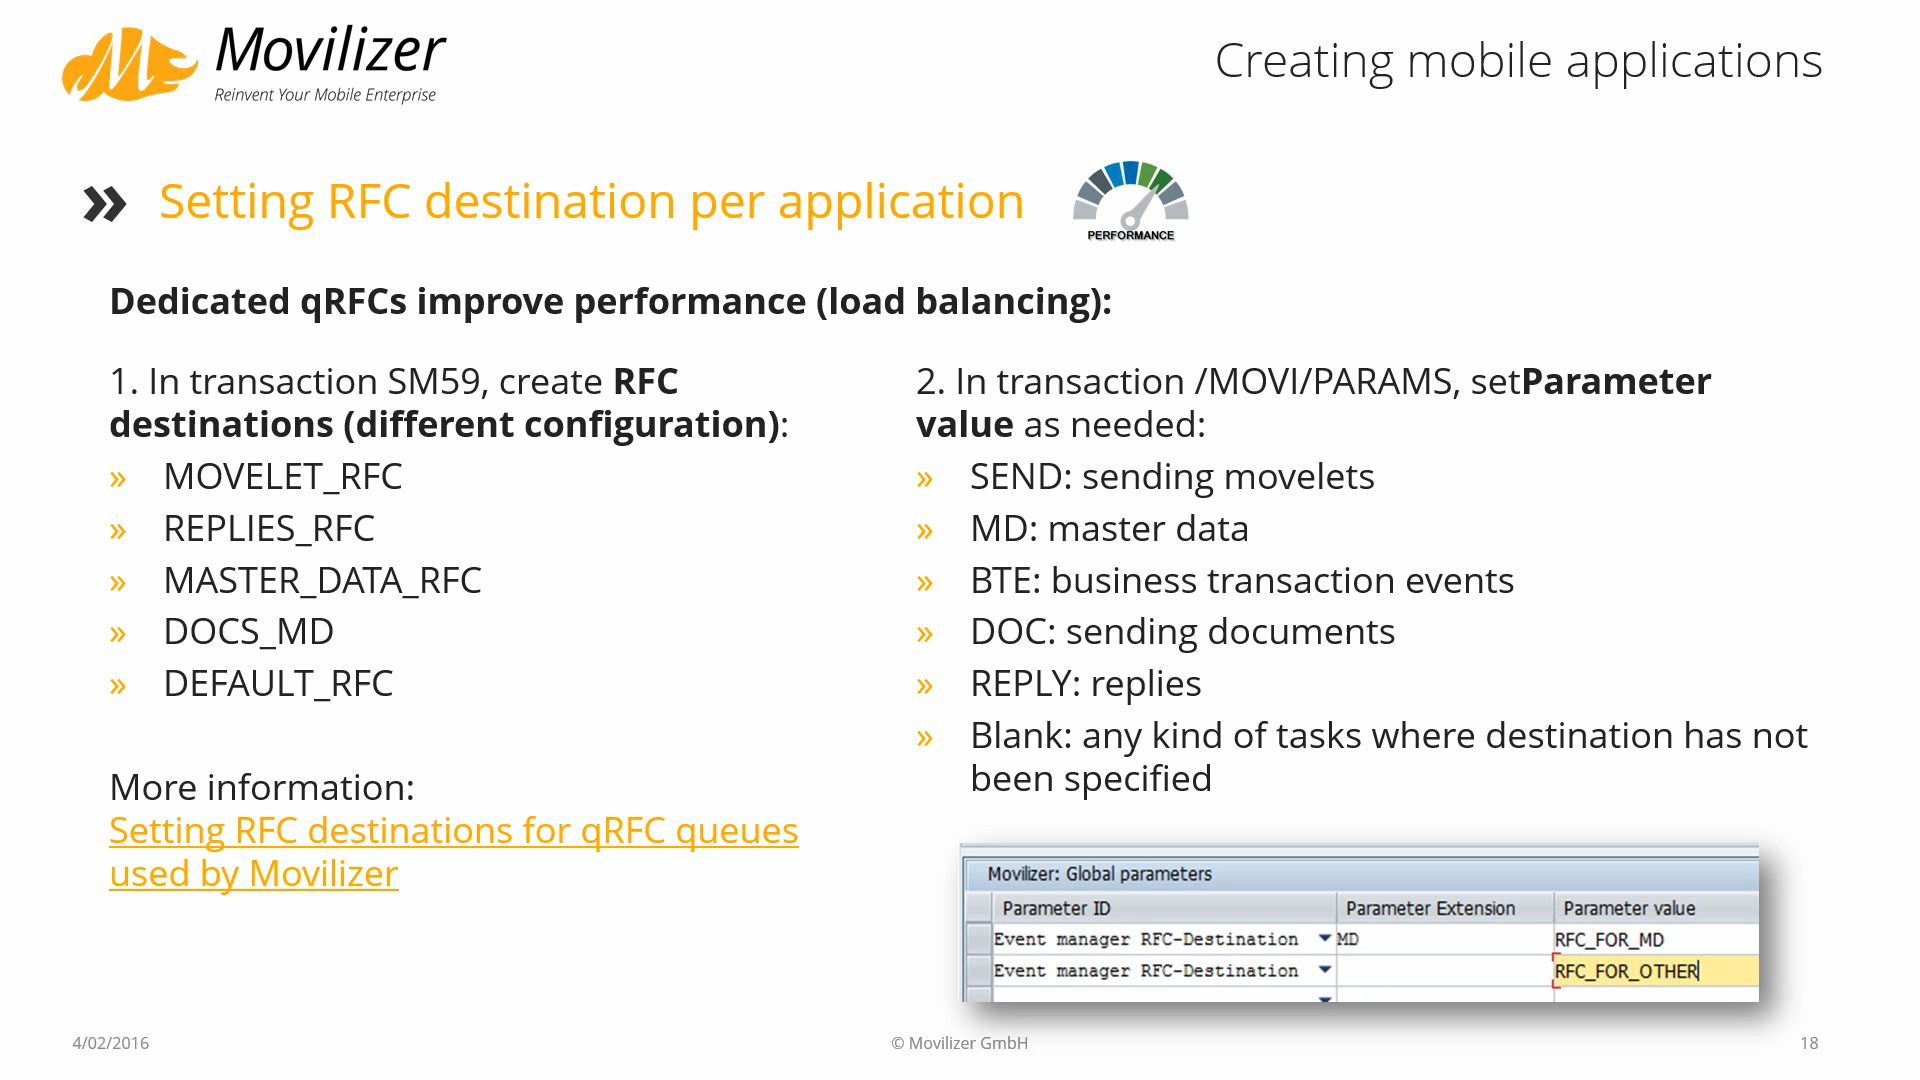 Movilizer
Reinvent Your Mobile Enterprise
Creating mobile applications
» Setting RFC destination per application
PERFORMANCE
Dedicated qRFCs improve performance (load balancing):
1. In transaction SM59, create RFC
destinations (different configuration):
» MOVELET_RFC
» REPLIES_RFC
» MASTER_DATA_RFC
» DOCS_MD
» DEFAULT_RFC
More information:
Setting RFC destinations for qRFC queues
used by Movilizer
2. In transaction /MOVI/PARAMS, setParameter
value as needed:
» SEND: sending movelets
» MD: master data
» BTE: business transaction events
» DOC: sending documents
» REPLY: replies
» Blank: any kind of tasks where destination has not
been specified
Movilizer: Global parameters
Parameter ID Parameter Extension Parameter value
Event manager RFC-Destination MD RFC_FOR_MD
Event manager RFC-Destination RFC_FOR_OTHER
4/02/2016
© Movilizer GmbH
18